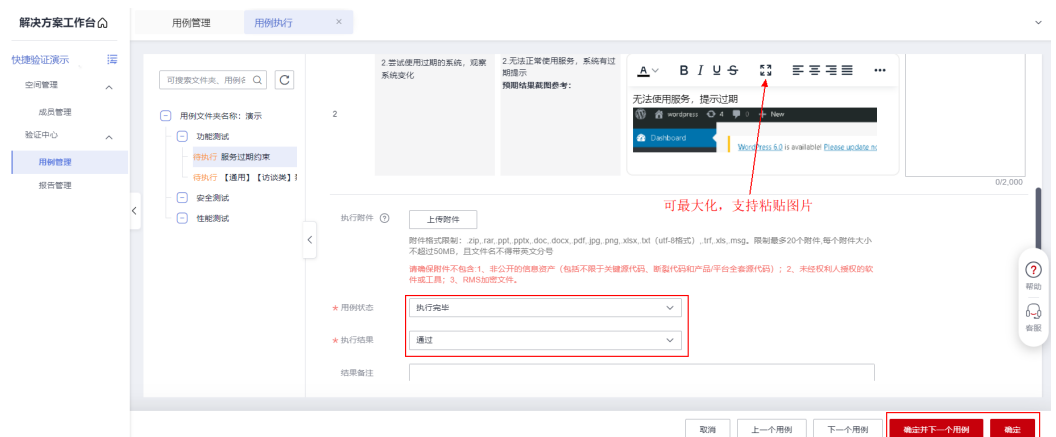 解决方案工作台
用例管理
用例执行
快捷验证演示
空间管理
成员管理
验证中心
用例管理
报告管理
可搜索文件夹、用例名
用例文件夹名称：演示
功能测试
待执行 服务过期约束
待执行 【通用】【访谈类】
安全测试
性能测试
2
2.尝试使用过期的系统，观察
系统变化
2.无法正常使用服务，系统有过
期提示
预期结果截图参考：
A B I U S
无法使用服务，提示过期
wordpress 4 0 New
Dashboard
WordPress 6.0 is available! Please update no
0/2,000
可最大化，支持粘贴图片
执行附件
上传附件
附件格式限制：.zip,.rar,.ppt,.pptx,.doc,.docx,.pdf,.jpg,.png,.xlsx,.txt（utf-8格式）,.trf,.xls,.msg。限制最多20个附件,每个附件大小
不超过50MB，且文件名不得带英文分号
请确保附件不包含:1、非公开的信息资产（包括不限于关键源代码、断裂代码和产品/平台全套源代码）；2、未经权利人授权的软
件或工具；3、RMS加密文件。
* 用例状态
执行完毕
* 执行结果
通过
结果备注
帮助
客服
取消
上一个用例
下一个用例
确定并下一个用例
确定